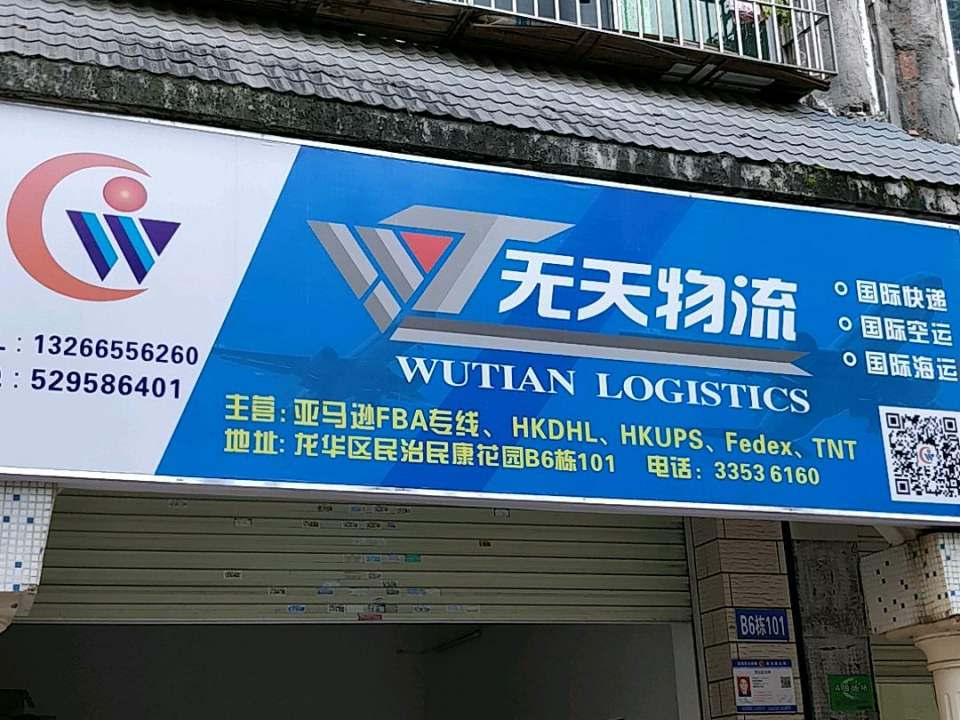 无天物流
WUTIAN LOGISTICS
国际快递
国际空运
国际海运
L：13266556260
：529586401
主营：亚马逊FBA专线、HKDHL、HKUPS、Fedex、TNT
地址：龙华区民治民康花园B6栋101 电话：3353 6160
B6栋101